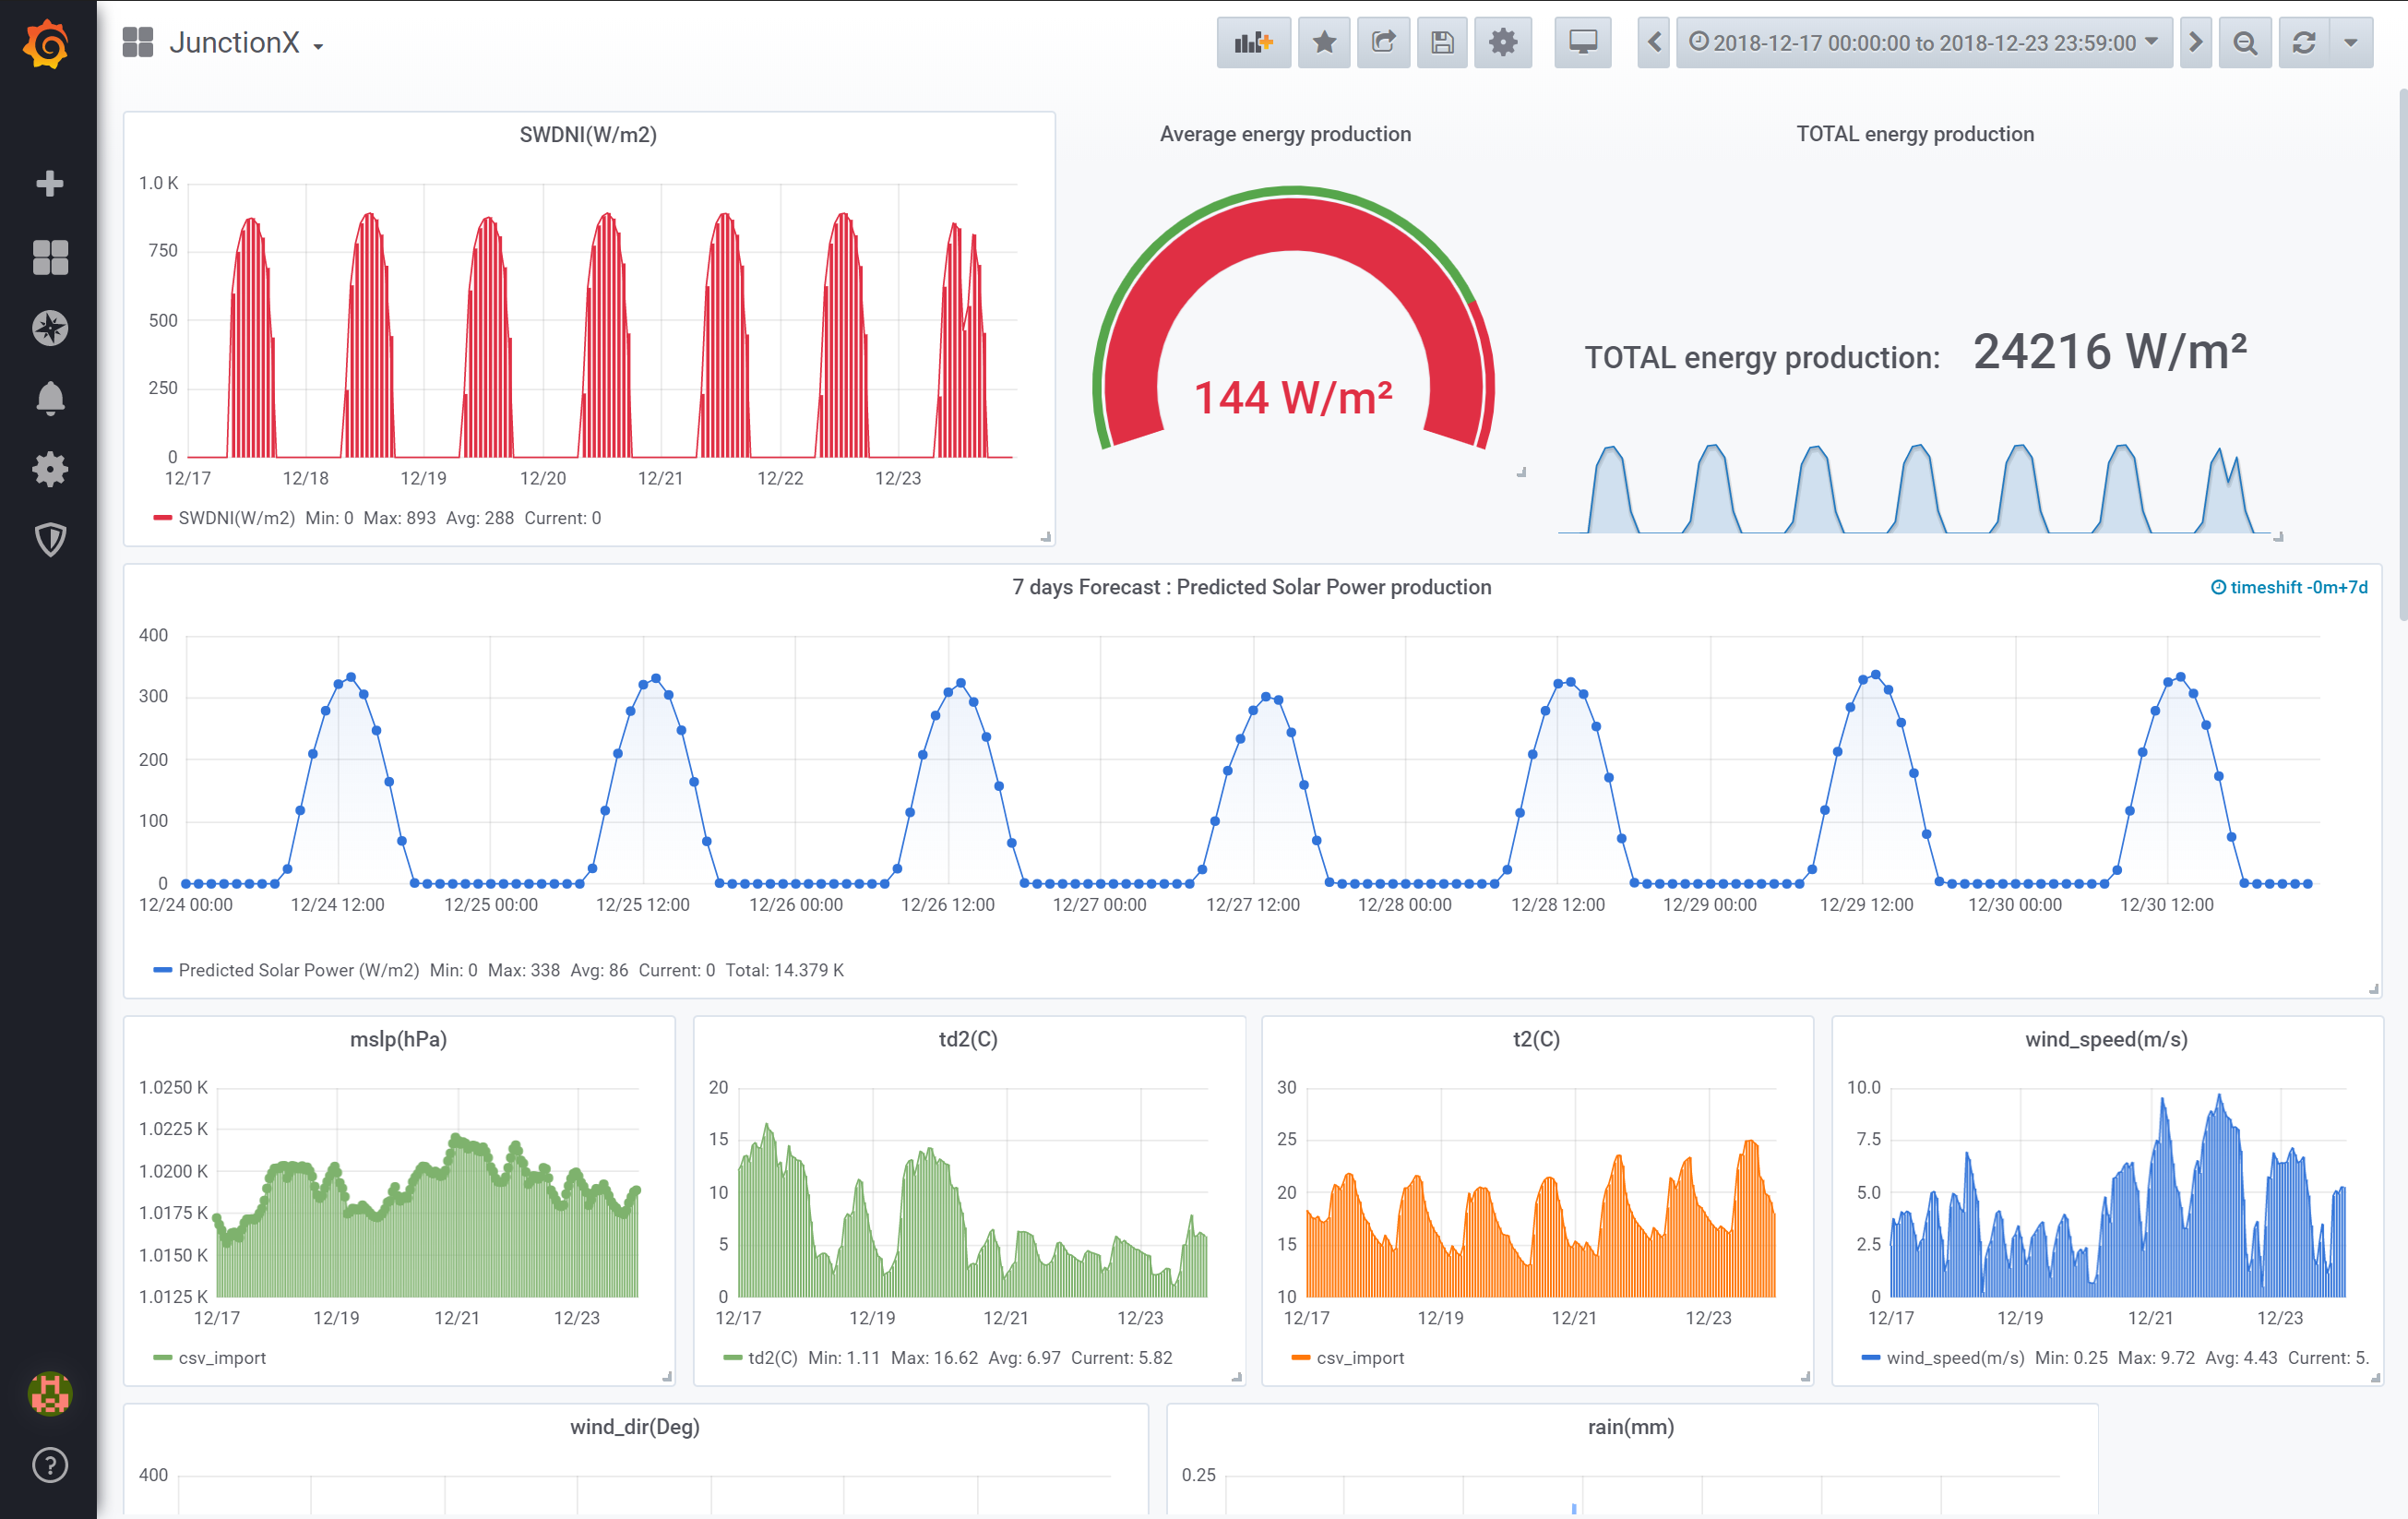 JunctionX
2018-12-17 00:00:00 to 2018-12-23 23:59:00
SWDNI(W/m2)
1.0 K
750
500
250
0
12/17 12/18 12/19 12/20 12/21 12/22 12/23
SWDNI(W/m2) Min: 0 Max: 893 Avg: 288 Current: 0
Average energy production
144 W/m²
TOTAL energy production
TOTAL energy production: 24216 W/m²
7 days Forecast : Predicted Solar Power production
timeshift -0m+7d
400
300
200
100
0
12/24 00:00 12/24 12:00 12/25 00:00 12/25 12:00 12/26 00:00 12/26 12:00 12/27 00:00 12/27 12:00 12/28 00:00 12/28 12:00 12/29 00:00 12/29 12:00 12/30 00:00 12/30 12:00
Predicted Solar Power (W/m2) Min: 0 Max: 338 Avg: 86 Current: 0 Total: 14.379 K
mslp(hPa)
1.0250 K
1.0225 K
1.0200 K
1.0175 K
1.0150 K
1.0125 K
12/17 12/19 12/21 12/23
csv_import
td2(C)
20
15
10
5
0
12/17 12/19 12/21 12/23
td2(C) Min: 1.11 Max: 16.62 Avg: 6.97 Current: 5.82
t2(C)
30
25
20
15
10
12/17 12/19 12/21 12/23
csv_import
wind_speed(m/s)
10.0
7.5
5.0
2.5
0
12/17 12/19 12/21 12/23
wind_speed(m/s) Min: 0.25 Max: 9.72 Avg: 4.43 Current: 5.
wind_dir(Deg)
400
rain(mm)
0.25